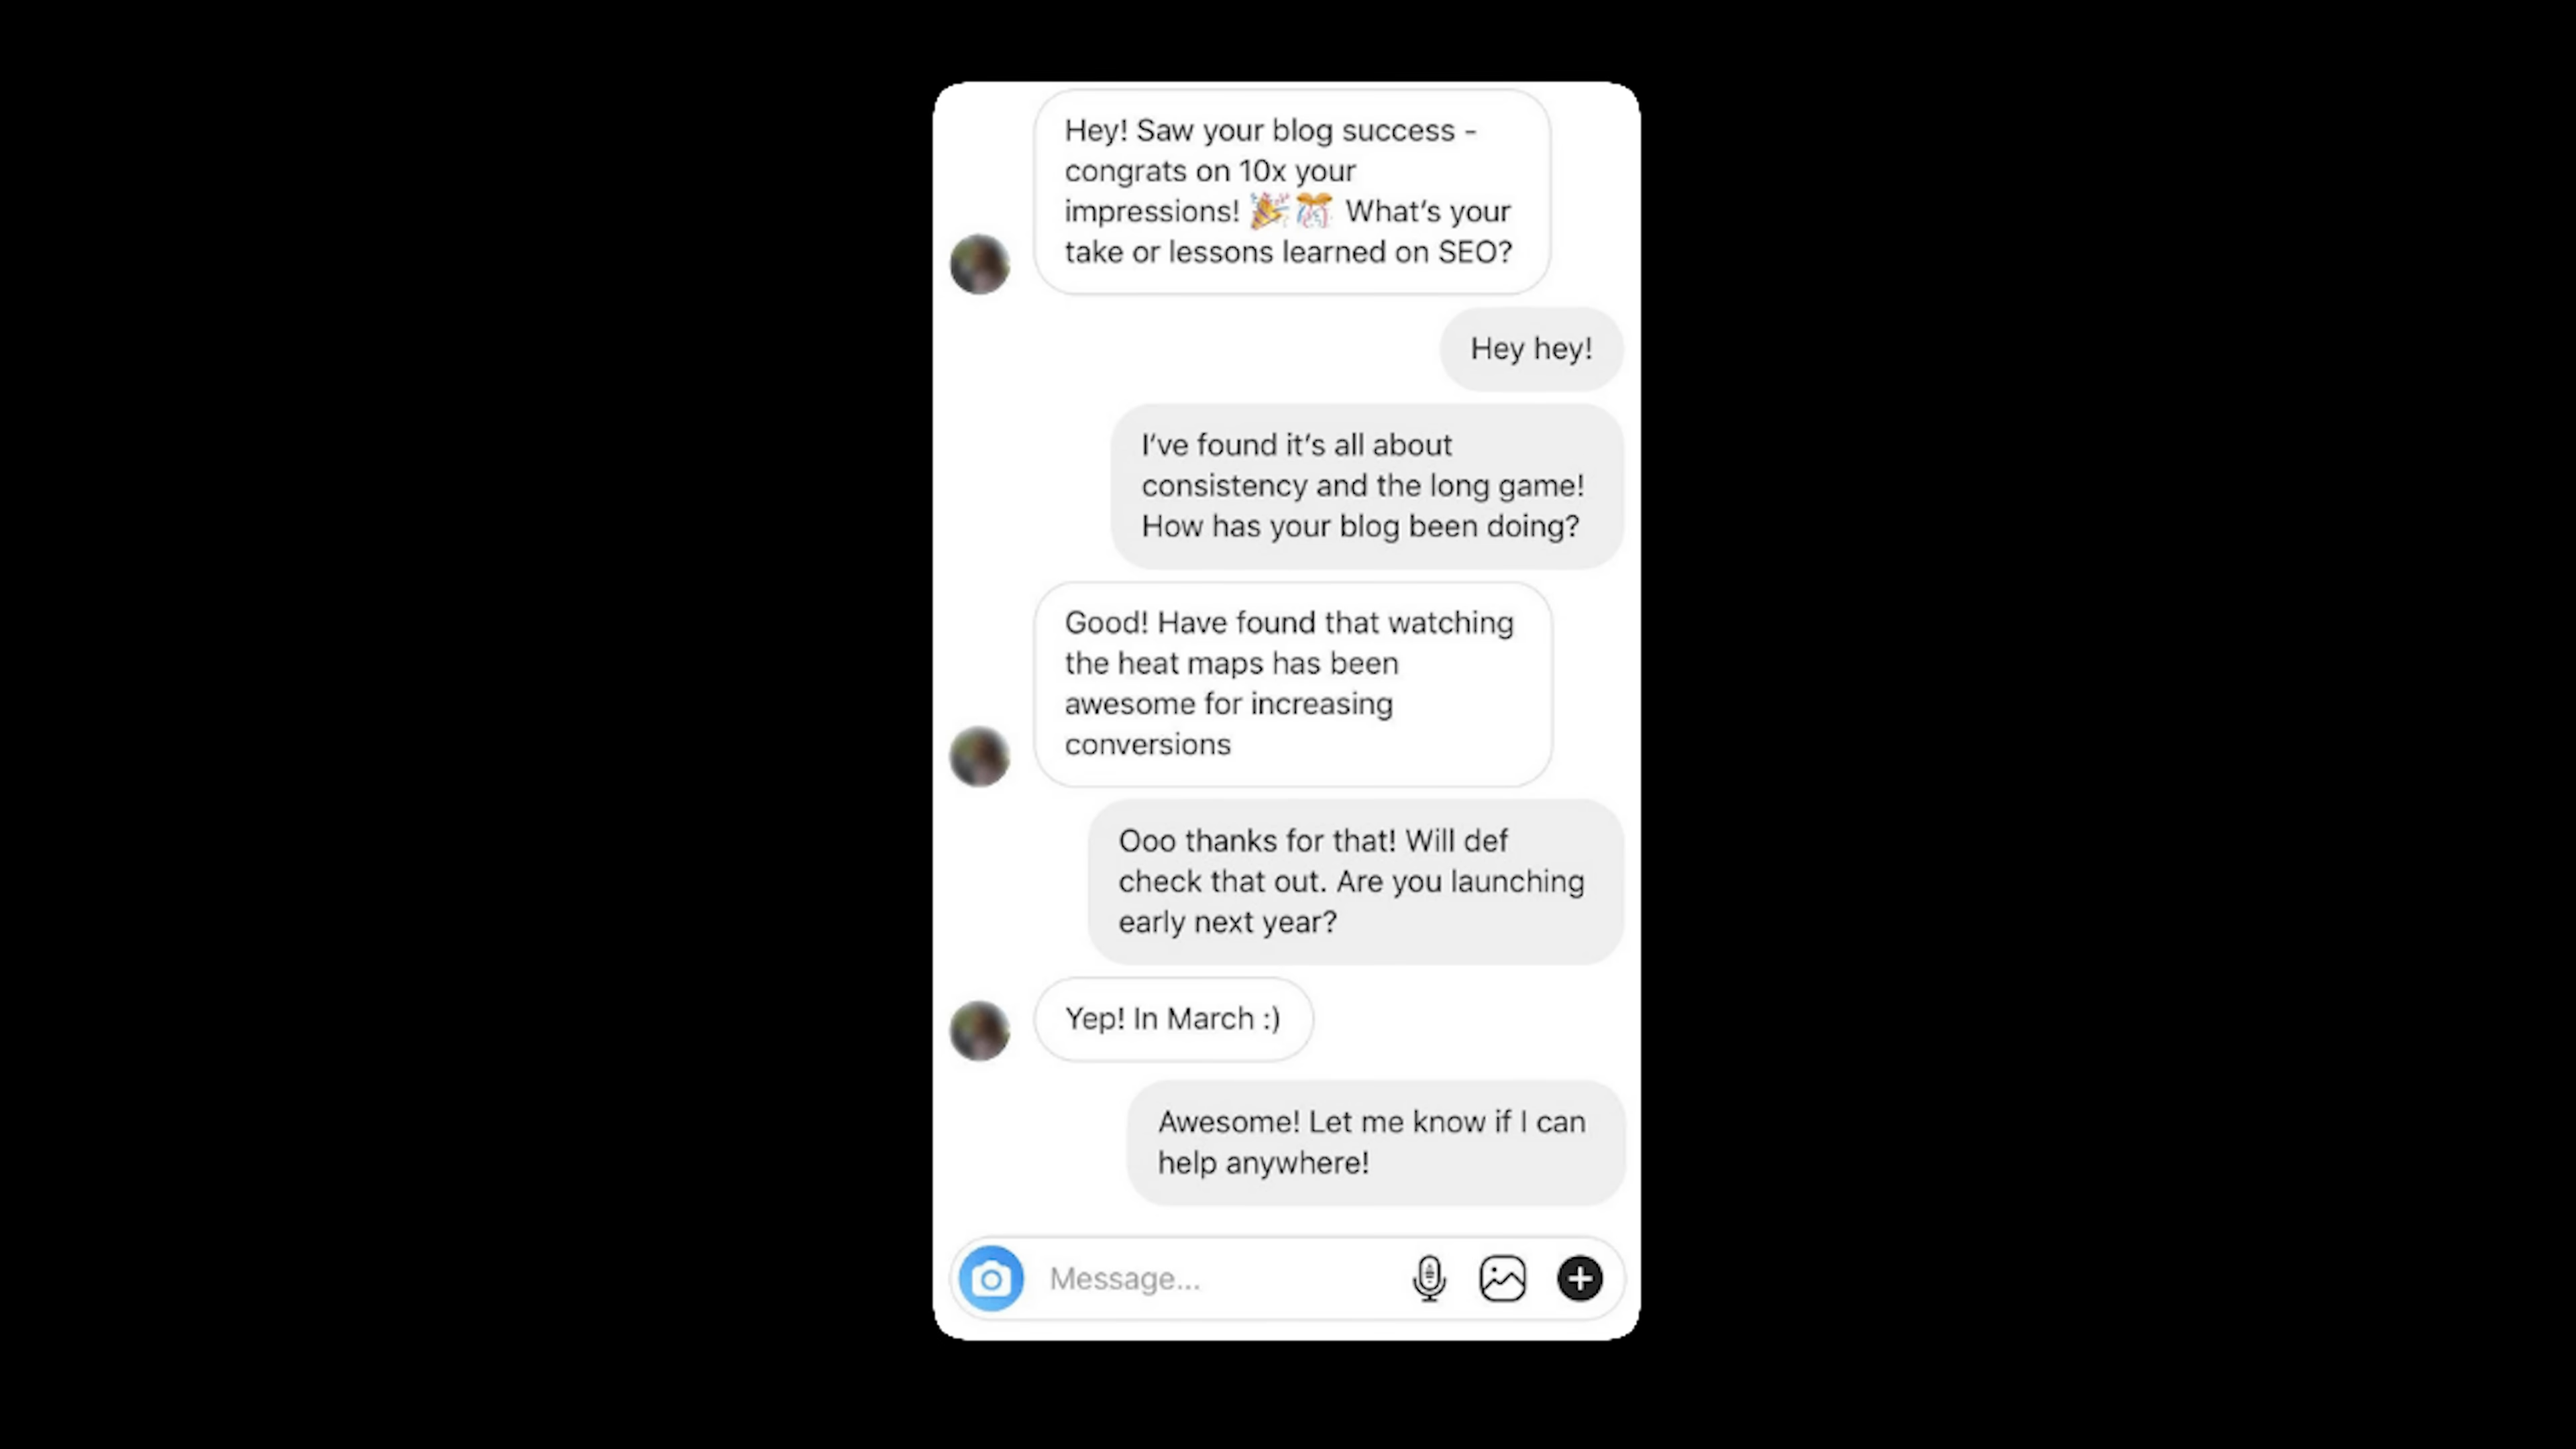 Hey! Saw your blog success -
congrats on 10x your
impressions! 🎉🎊 What's your
take or lessons learned on SEO?
Hey hey!
I've found it's all about
consistency and the long game!
How has your blog been doing?
Good! Have found that watching
the heat maps has been
awesome for increasing
conversions
Ooo thanks for that! Will def
check that out. Are you launching
early next year?
Yep! In March :)
Awesome! Let me know if I can
help anywhere!
Message...